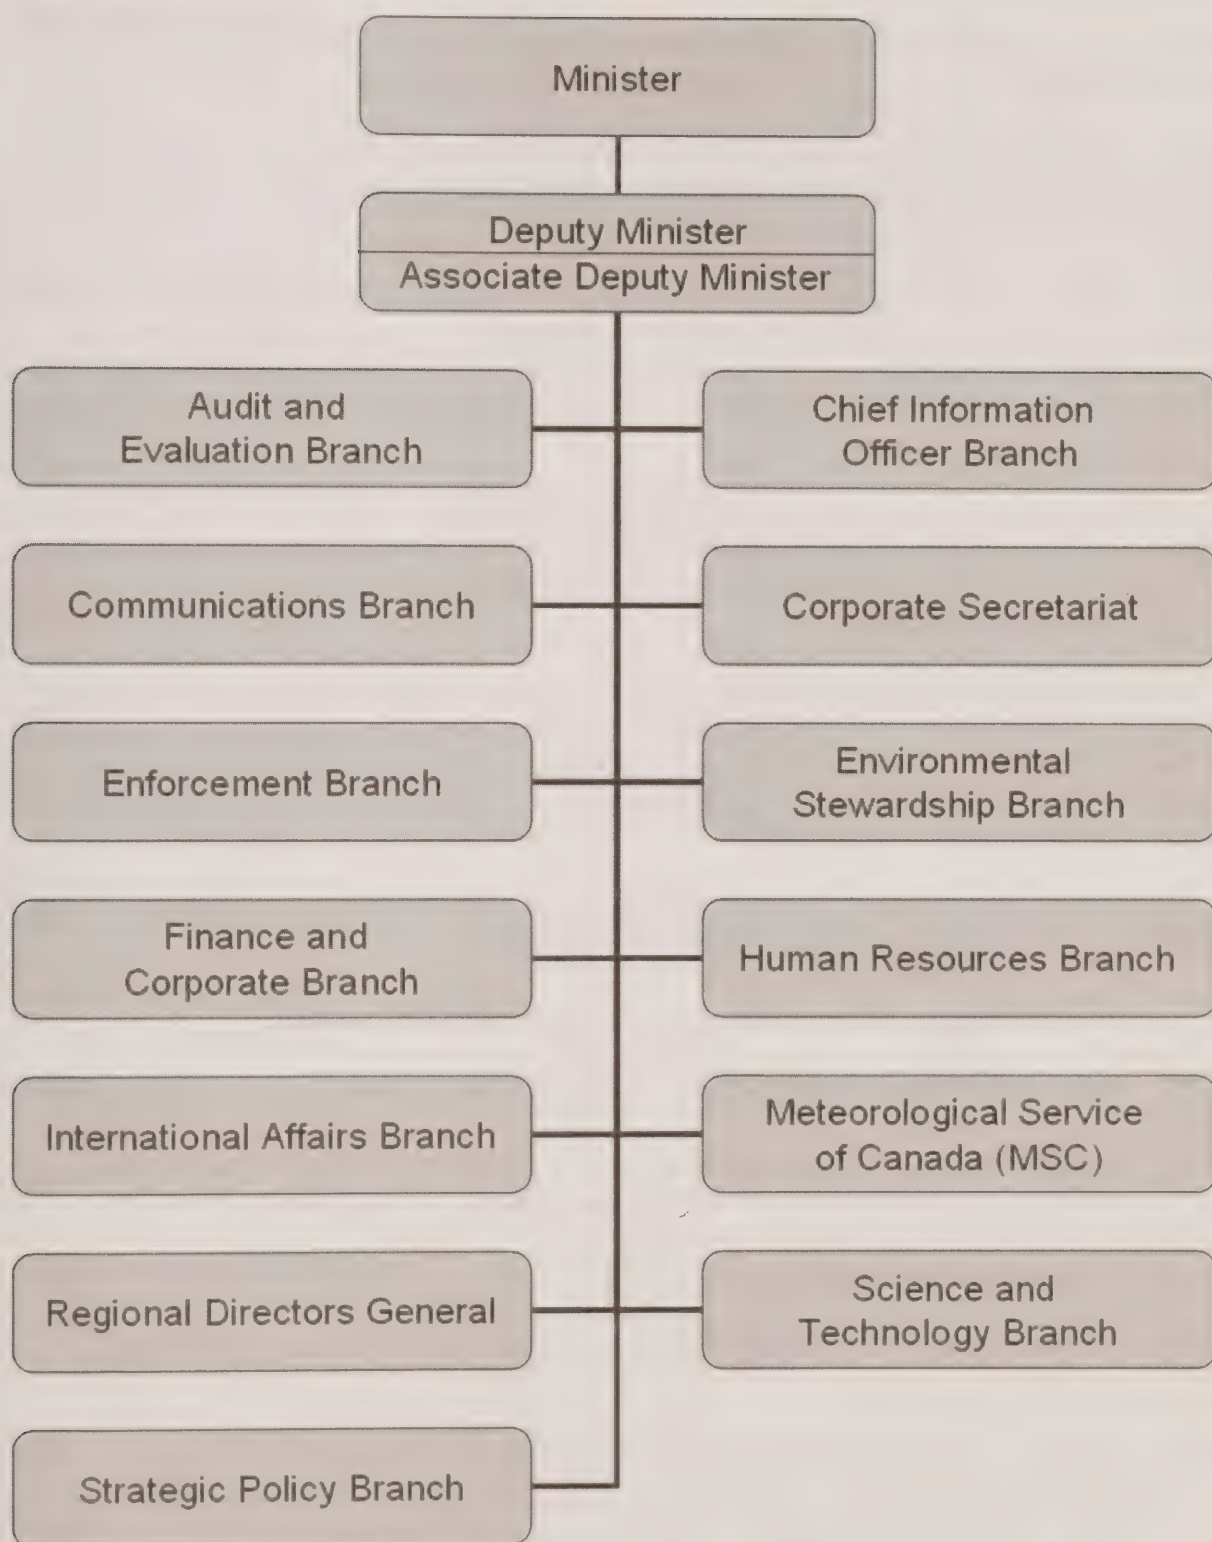 Minister
Deputy Minister
Associate Deputy Minister
Audit and
Evaluation Branch
Chief Information
Officer Branch
Communications Branch
Corporate Secretariat
Enforcement Branch
Environmental
Stewardship Branch
Finance and
Corporate Branch
Human Resources Branch
International Affairs Branch
Meteorological Service
of Canada (MSC)
Regional Directors General
Science and
Technology Branch
Strategic Policy Branch